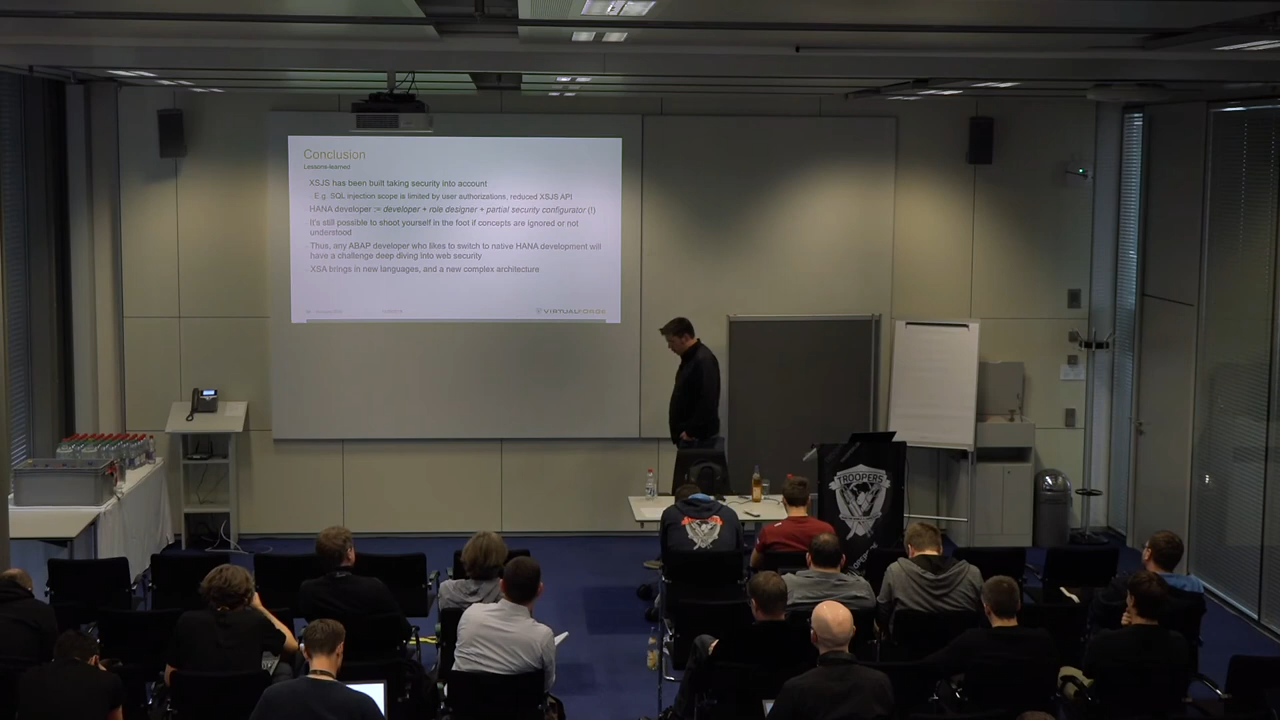 Conclusion
Lessons-learned
XSJS has been built taking security into account
E.g. SQL injection scope is limited by user authorizations, reduced XSJS API
HANA developer := developer + role designer + partial security configurator (!)
It's still possible to shoot yourself in the foot if concepts are ignored or not
understood
Thus, any ABAP developer who likes to switch to native HANA development will
have a challenge deep diving into web security
XSA brings in new languages, and a new complex architecture
VIRTUALFORGE
TROOPERS